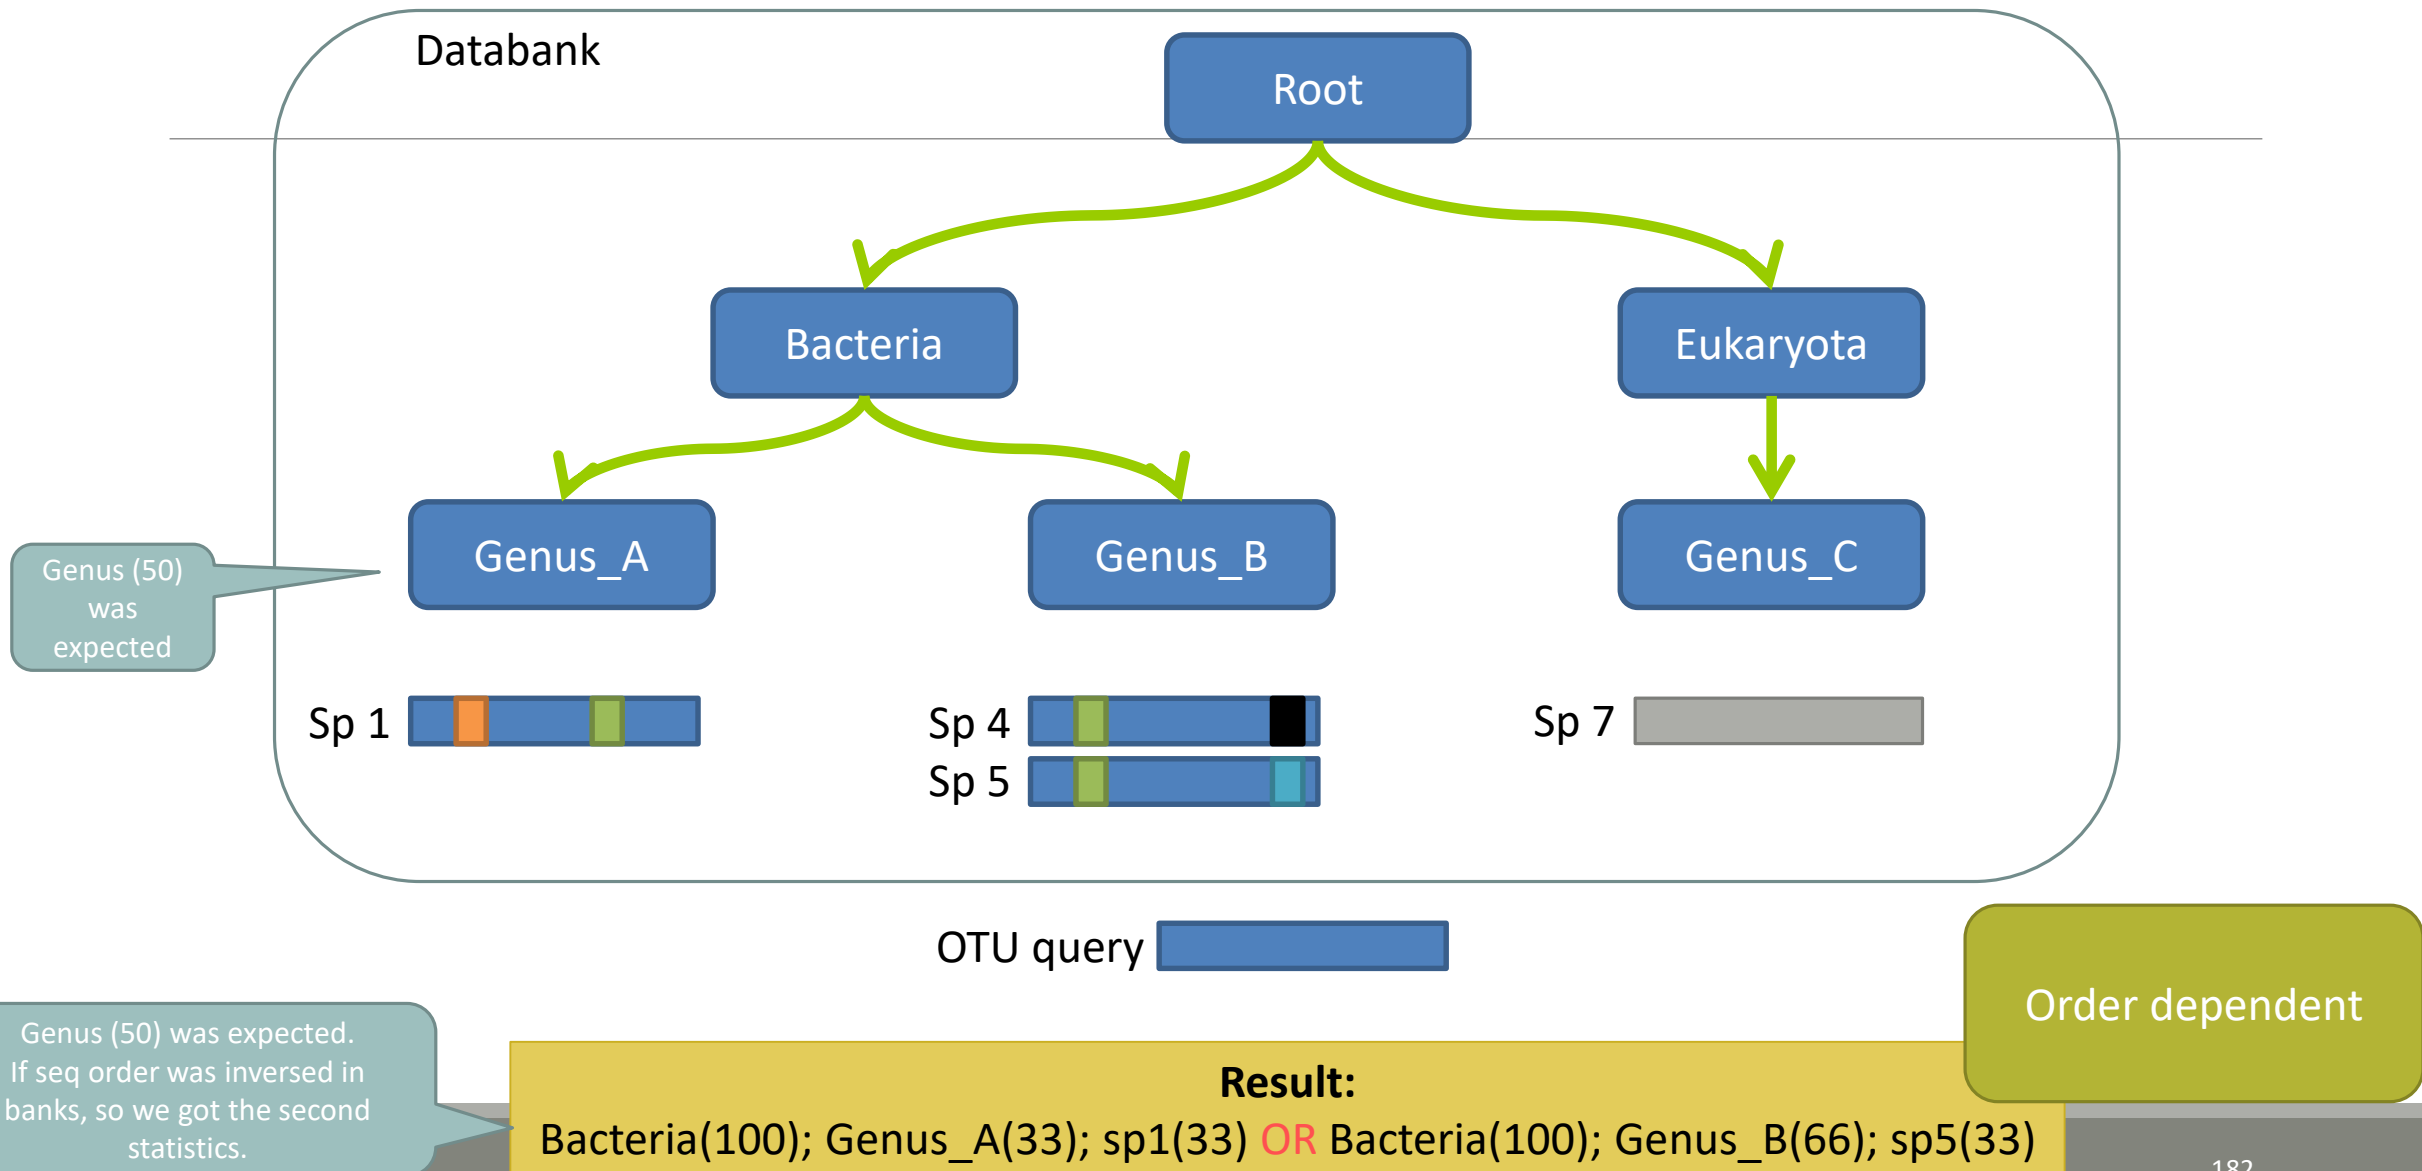 Databank
Root
Bacteria
Eukaryota
Genus_A
Genus_B
Genus_C
Genus (50)
was
expected
Sp 1
Sp 4
Sp 5
Sp 7
OTU query
Order dependent
Genus (50) was expected.
If seq order was inversed in
banks, so we got the second
statistics.
Result:
Bacteria(100); Genus_A(33); sp1(33) OR Bacteria(100); Genus_B(66); sp5(33)
182